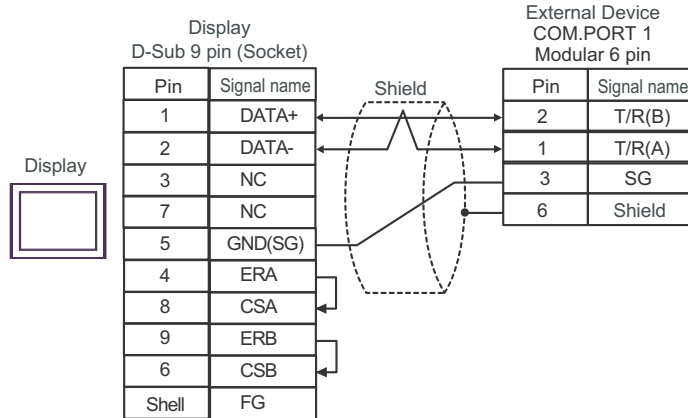 Display
D-Sub 9 pin (Socket)
External Device
COM.PORT 1
Modular 6 pin
Pin Signal name
Shield
Pin Signal name
1 DATA+
2 T/R(B)
2 DATA-
1 T/R(A)
Display
3 NC
3 SG
7 NC
6 Shield
5 GND(SG)
4 ERA
8 CSA
9 ERB
6 CSB
Shell FG